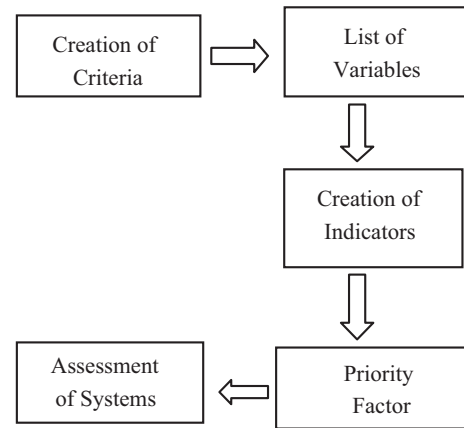 Creation of
Criteria
List of
Variables
Creation of
Indicators
Priority
Factor
Assessment
of Systems